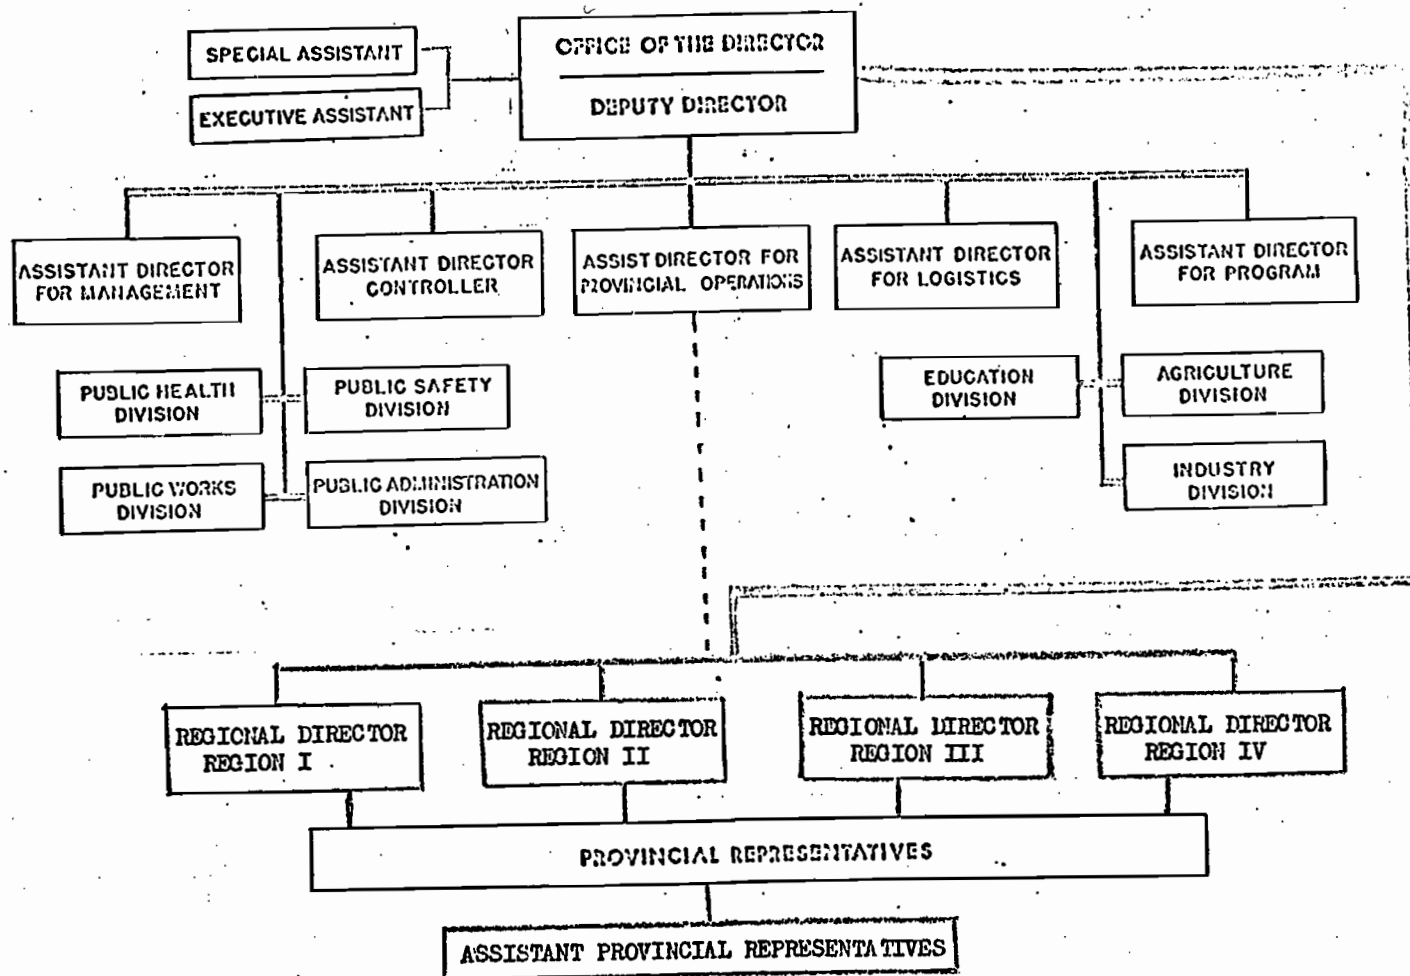 SPECIAL ASSISTANT
EXECUTIVE ASSISTANT
OFFICE OF THE DIRECTOR
DEPUTY DIRECTOR
ASSISTANT DIRECTOR
FOR MANAGEMENT
ASSISTANT DIRECTOR
CONTROLLER
ASSIST DIRECTOR FOR
PROVINCIAL OPERATIONS
ASSISTANT DIRECTOR
FOR LOGISTICS
ASSISTANT DIRECTOR
FOR PROGRAM
PUBLIC HEALTH
DIVISION
PUBLIC SAFETY
DIVISION
EDUCATION
DIVISION
AGRICULTURE
DIVISION
PUBLIC WORKS
DIVISION
PUBLIC ADMINISTRATION
DIVISION
INDUSTRY
DIVISION
REGIONAL DIRECTOR
REGION I
REGIONAL DIRECTOR
REGION II
REGIONAL DIRECTOR
REGION III
REGIONAL DIRECTOR
REGION IV
PROVINCIAL REPRESENTATIVES
ASSISTANT PROVINCIAL REPRESENTATIVES